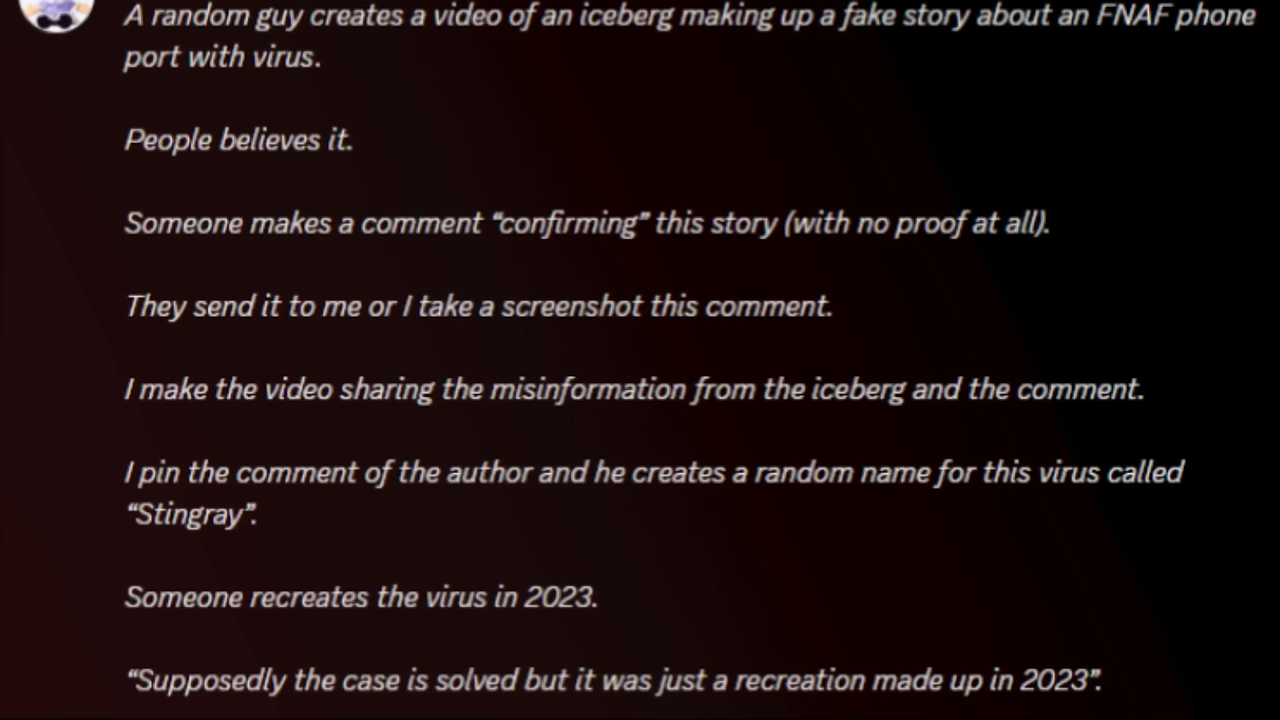 A random guy creates a video of an iceberg making up a fake story about an FNAF phone
port with virus.
People believes it.
Someone makes a comment “confirming” this story (with no proof at all).
They send it to me or I take a screenshot this comment.
I make the video sharing the misinformation from the iceberg and the comment.
I pin the comment of the author and he creates a random name for this virus called
“Stingray”.
Someone recreates the virus in 2023.
“Supposedly the case is solved but it was just a recreation made up in 2023”.